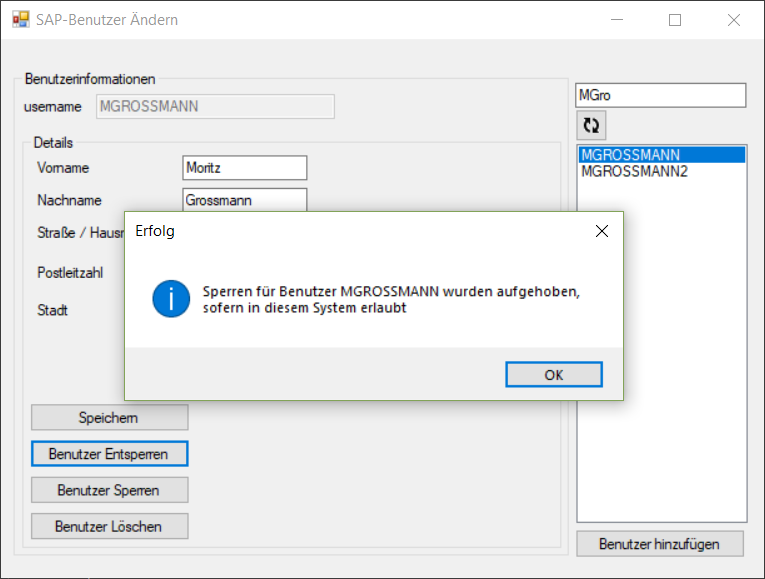 SAP-Benutzer Ändern
Benutzerinformationen
username MGROSSMANN
Details
Vorname Moritz
Nachname Grossmann
Straße / Hausn
Postleitzahl
Stadt
Erfolg
Sperren für Benutzer MGROSSMANN wurden aufgehoben,
sofern in diesem System erlaubt
OK
Speichern
Benutzer Entsperren
Benutzer Sperren
Benutzer Löschen
MGro
MGROSSMANN
MGROSSMANN2
Benutzer hinzufügen